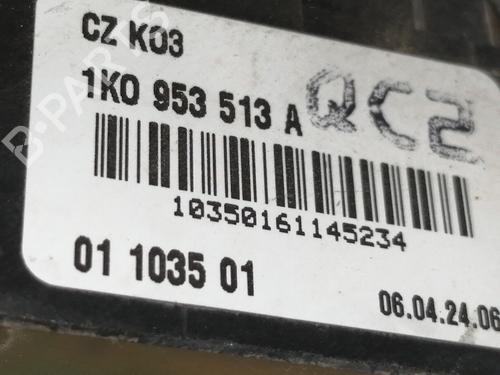 CZ K03
1K0 953 513 A
QC2
10350161145234
01 1035 01
06.04.24.06
B-PARTS